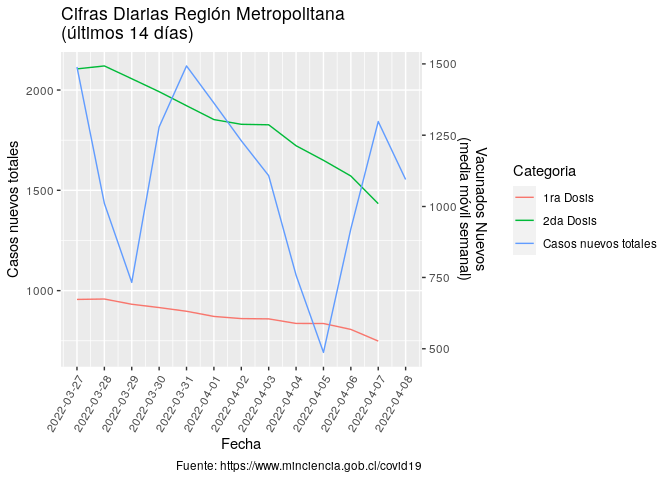 Cifras Diarias Región Metropolitana
(últimos 14 días)
Casos nuevos totales
2000
1500
1000
1500
1250
1000
750
500
Vacunados Nuevos
(media móvil semanal)
2022-03-27
2022-03-28
2022-03-29
2022-03-30
2022-03-31
2022-04-01
2022-04-02
2022-04-03
2022-04-04
2022-04-05
2022-04-06
2022-04-07
2022-04-08
Fecha
Categoria
1ra Dosis
2da Dosis
Casos nuevos totales
Fuente: https://www.minciencia.gob.cl/covid19